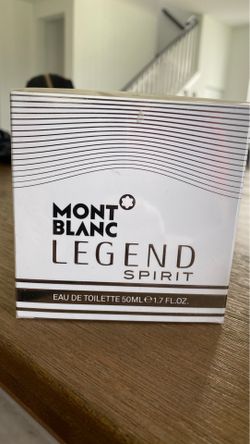 MONT
BLANC
LEGEND
SPIRIT
EAU DE TOILETTE 50ML ℮ 1.7 FL.OZ.